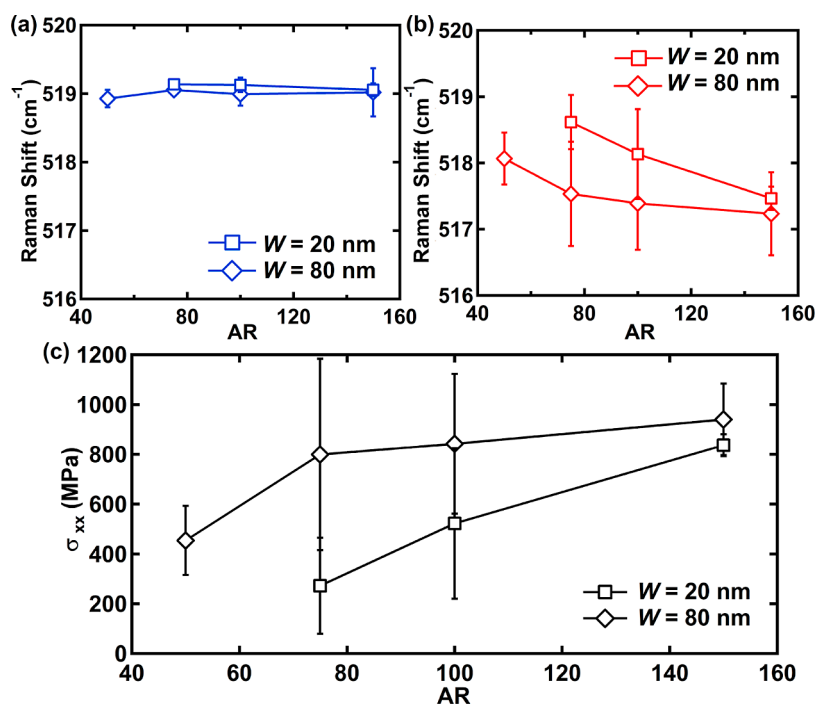 (a)
520
519
518
517
516
Raman Shift (cm⁻¹)
W = 20 nm
W = 80 nm
40 80 120 160
AR
(b)
520
519
518
517
516
Raman Shift (cm⁻¹)
W = 20 nm
W = 80 nm
40 80 120 160
AR
(c)
1200
1000
800
600
400
200
0
σ xx (MPa)
W = 20 nm
W = 80 nm
40 60 80 100 120 140 160
AR